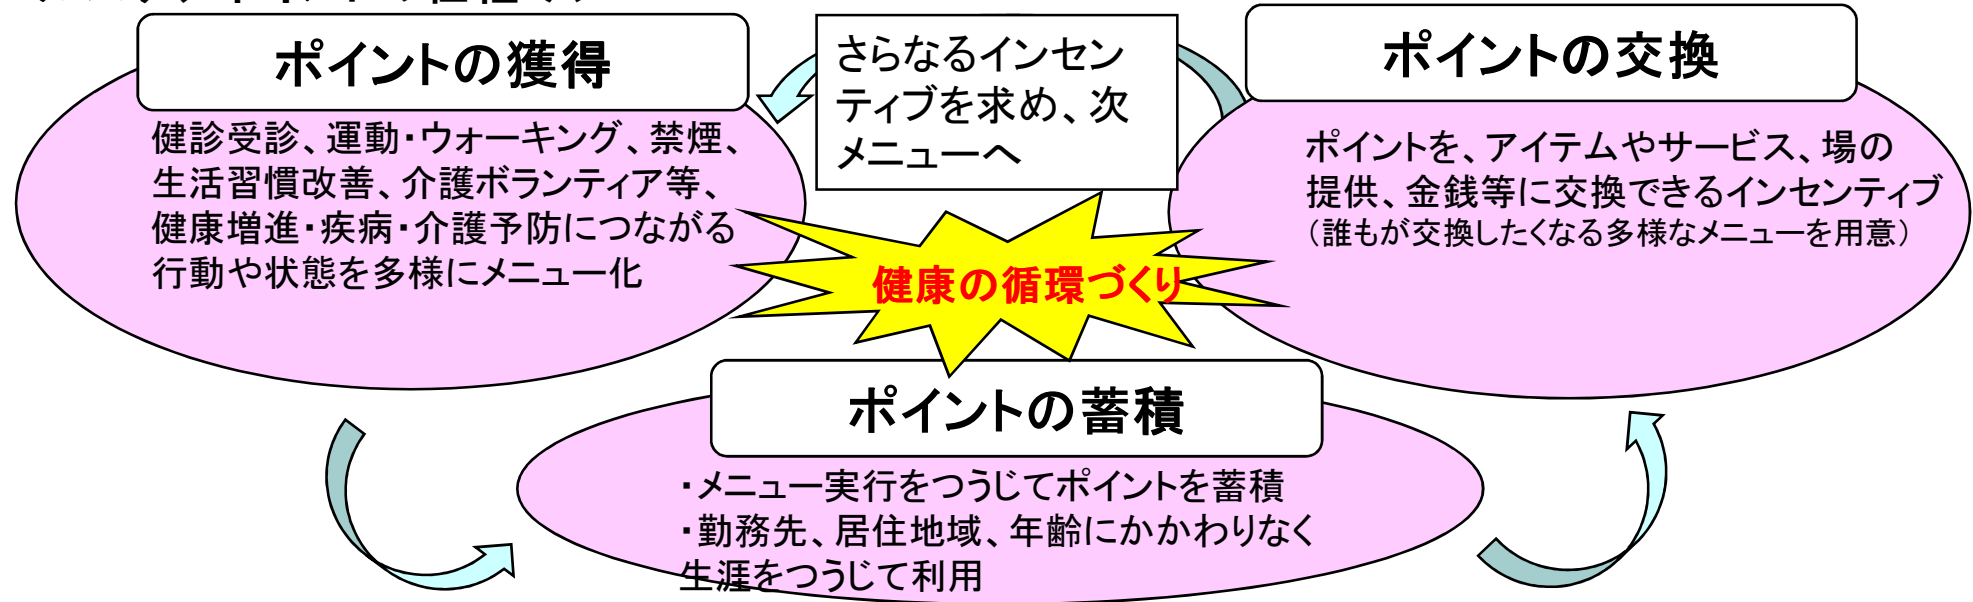 ポイントの獲得
健診受診、運動・ウォーキング、禁煙、
生活習慣改善、介護ボランティア等、
健康増進・疾病・介護予防につながる
行動や状態を多様にメニュー化
さらなるインセン
ティブを求め、次
メニューへ
ポイントの交換
ポイントを、アイテムやサービス、場の
提供、金銭等に交換できるインセンティブ
（誰もが交換したくなる多様なメニューを用意）
健康の循環づくり
ポイントの蓄積
・メニュー実行をつうじてポイントを蓄積
・勤務先、居住地域、年齢にかかわりなく
生涯をつうじて利用